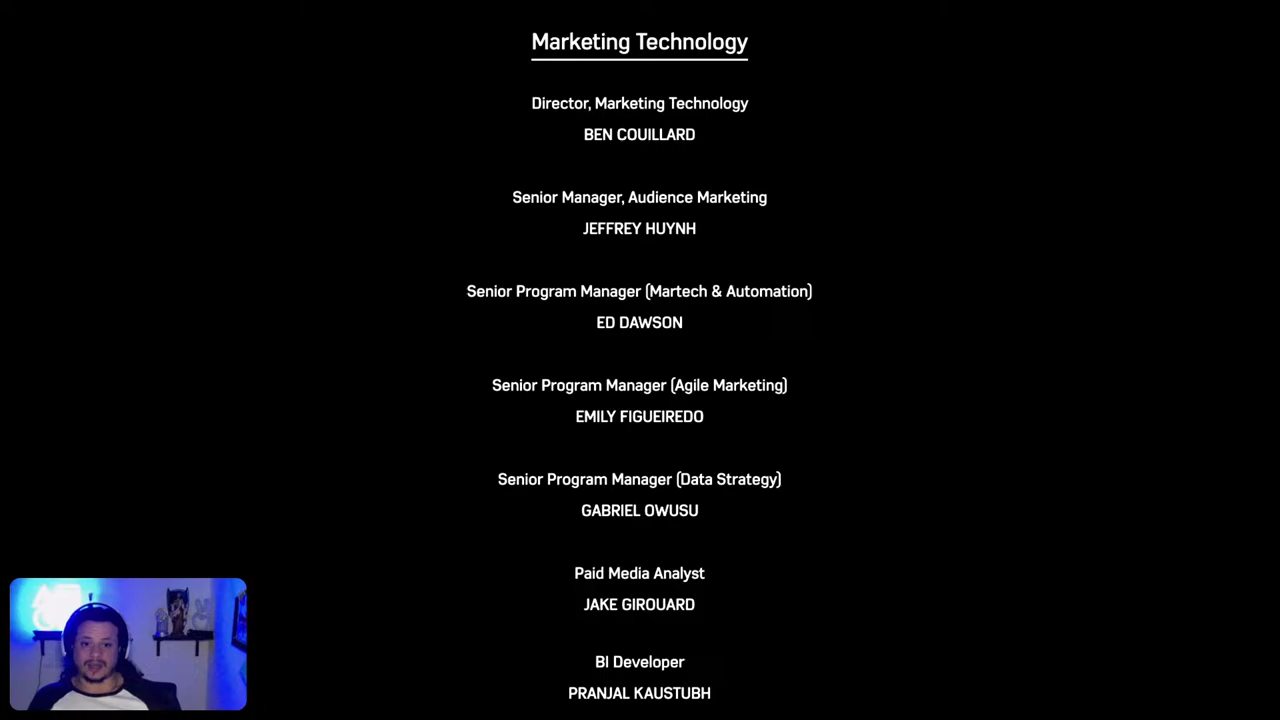 Marketing Technology
Director, Marketing Technology
BEN COUILLARD
Senior Manager, Audience Marketing
JEFFREY HUYNH
Senior Program Manager (Martech & Automation)
ED DAWSON
Senior Program Manager (Agile Marketing)
EMILY FIGUEIREDO
Senior Program Manager (Data Strategy)
GABRIEL OWUSU
Paid Media Analyst
JAKE GIROUARD
BI Developer
PRANJAL KAUSTUBH